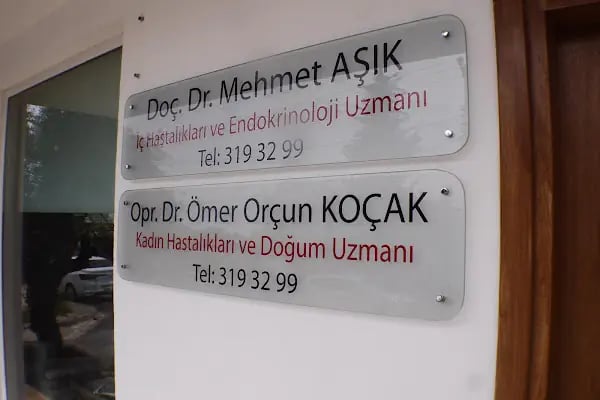 Doç. Dr. Mehmet AŞIK
İç Hastalıkları ve Endokrinoloji Uzmanı
Tel: 319 32 99
Opr. Dr. Ömer Orçun KOÇAK
Kadın Hastalıkları ve Doğum Uzmanı
Tel: 319 32 99